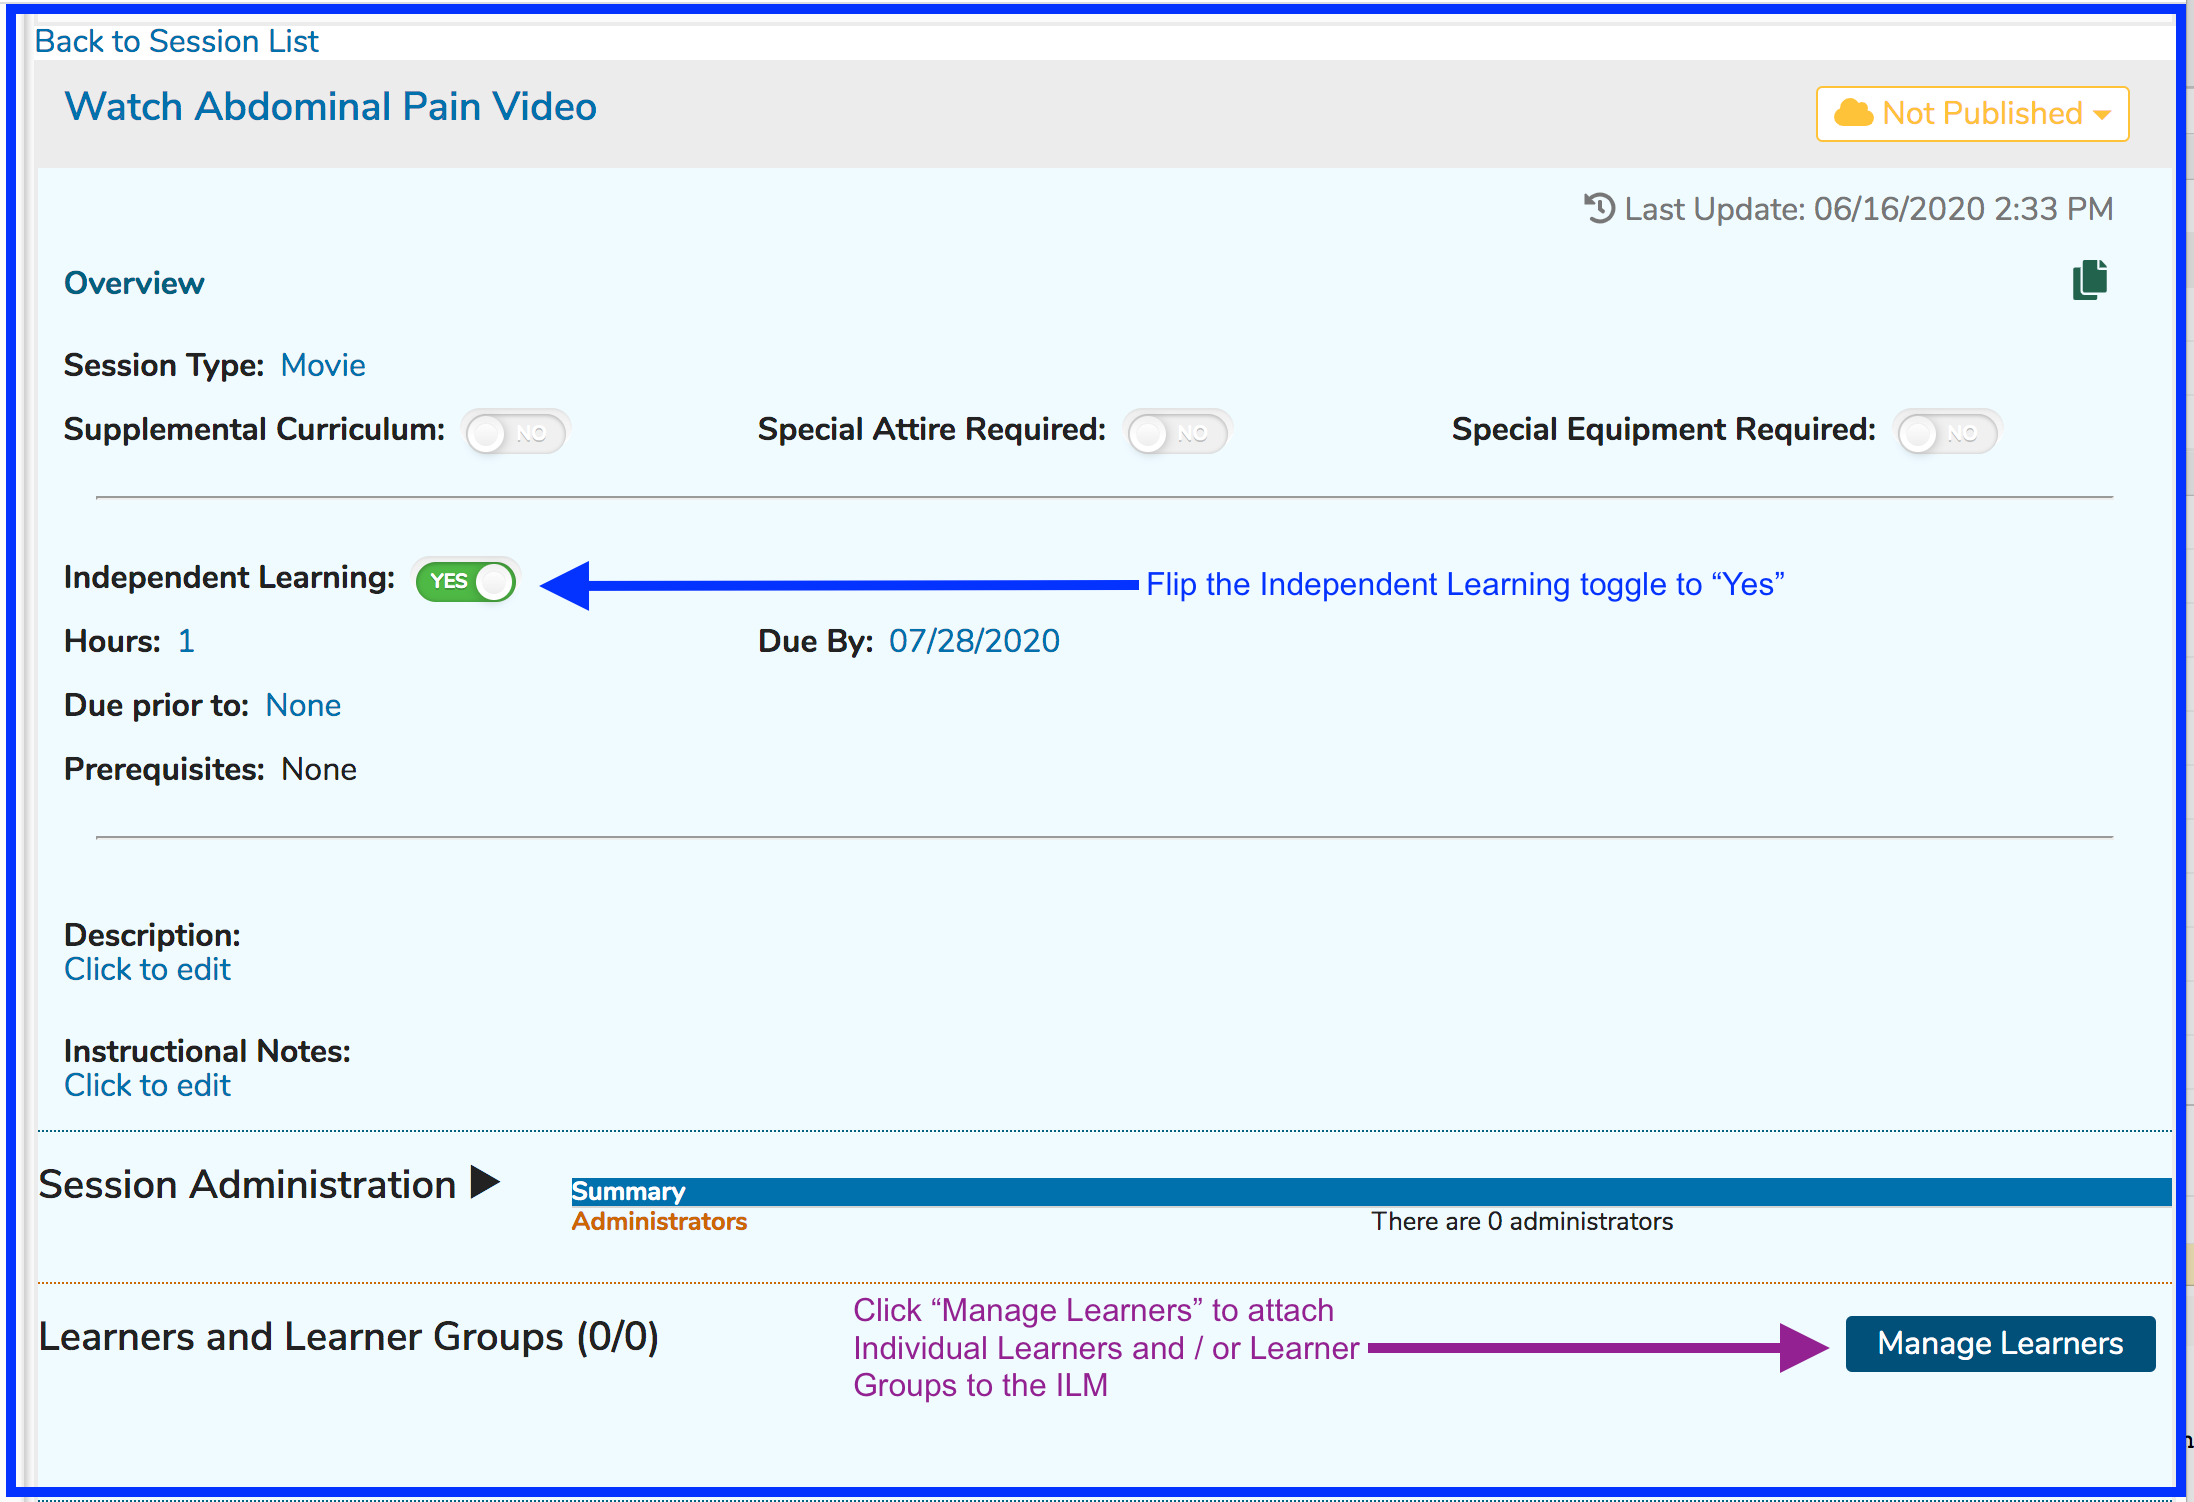 Back to Session List
Watch Abdominal Pain Video
Not Published
Last Update: 06/16/2020 2:33 PM
Overview
Session Type: Movie
Supplemental Curriculum: NO Special Attire Required: NO Special Equipment Required: NO
Independent Learning: YES Flip the Independent Learning toggle to “Yes”
Hours: 1 Due By: 07/28/2020
Due prior to: None
Prerequisites: None
Description:
Click to edit
Instructional Notes:
Click to edit
Session Administration
Summary
Administrators There are 0 administrators
Learners and Learner Groups (0/0)
Click “Manage Learners” to attach
Individual Learners and / or Learner
Groups to the ILM
Manage Learners